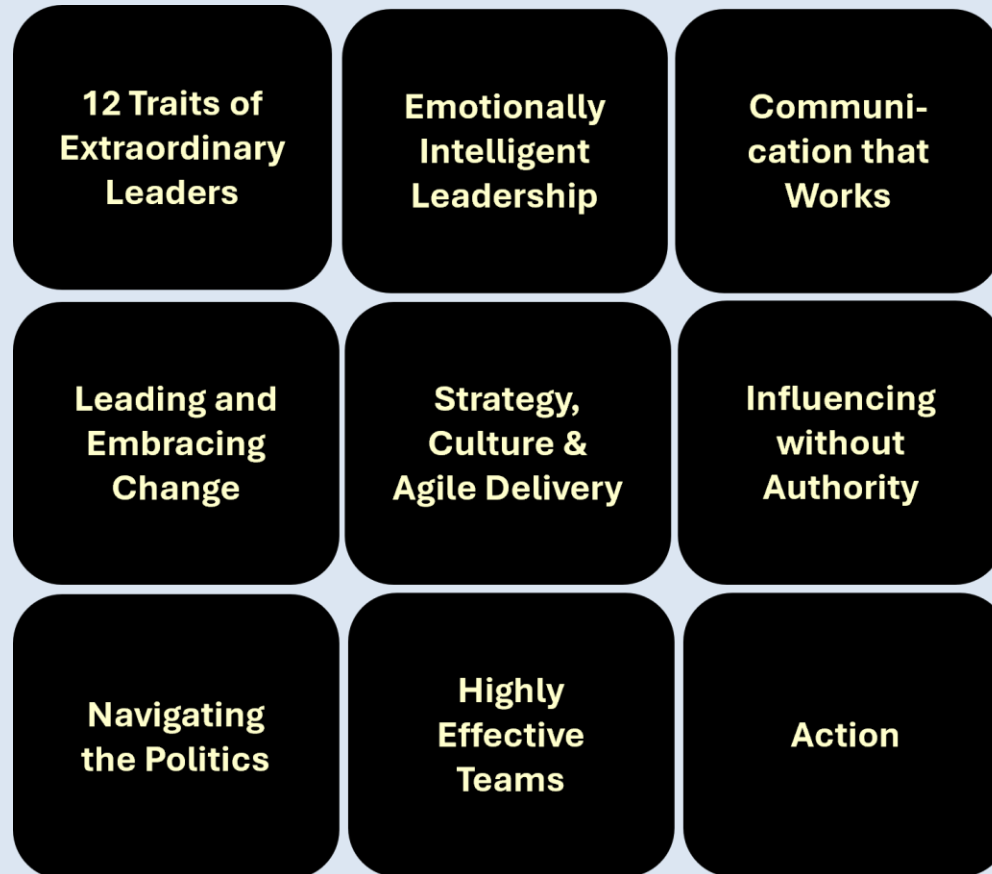 12 Traits of
Extraordinary
Leaders
Emotionally
Intelligent
Leadership
Communi-
cation that
Works
Leading and
Embracing
Change
Strategy,
Culture &
Agile Delivery
Influencing
without
Authority
Navigating
the Politics
Highly
Effective
Teams
Action